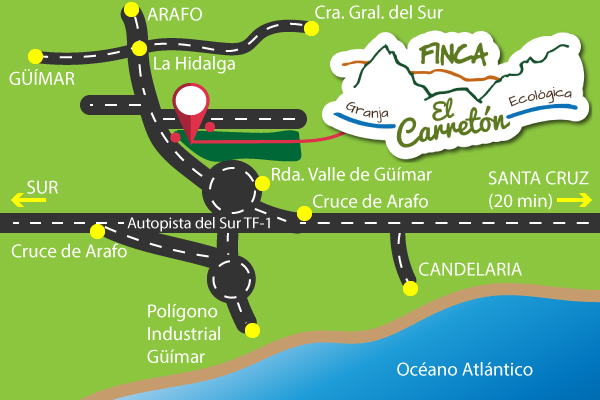 ARAFO
Cra. Gral. del Sur
GÜÍMAR
La Hidalga
FINCA
Granja
El
Ecológica
Carretón
Rda. Valle de Güímar
SUR
SANTA CRUZ
(20 min)
Cruce de Arafo
Autopista del Sur TF-1
Cruce de Arafo
CANDELARIA
Polígono
Industrial
Güímar
Océano Atlántico